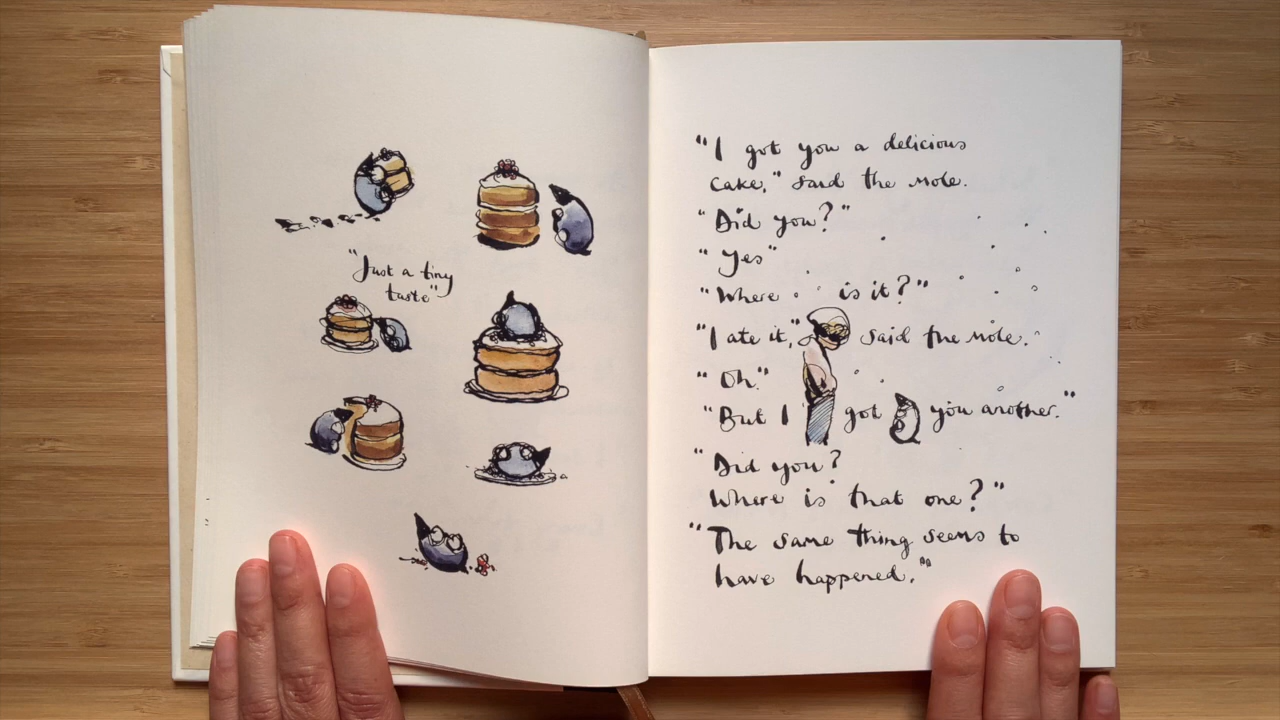 "Just a tiny
taste"
"I got you a delicious
cake," said the mole.
"Did you?"
"Yes"
"Where is it?"
"I ate it," said the mole.
"Oh."
"But I got you another."
"Did you?
Where is that one?"
"The same thing seems to
have happened."